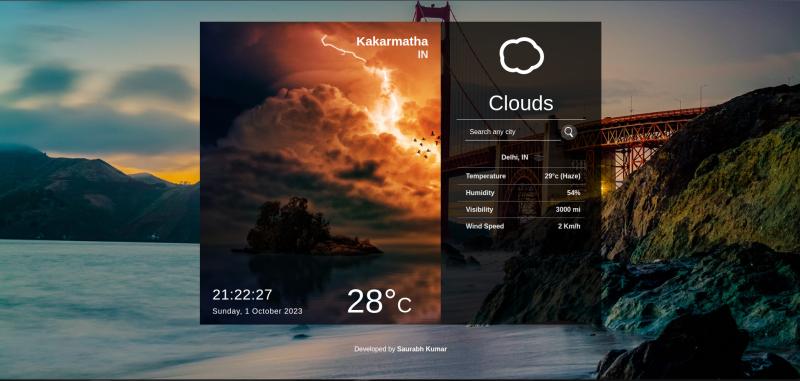 Kakarmatha
IN
21:22:27
Sunday, 1 October 2023
28°C
Clouds
Search any city
Delhi, IN
Temperature 29°c (Haze)
Humidity 54%
Visibility 3000 mi
Wind Speed 2 Km/h
Developed by Saurabh Kumar